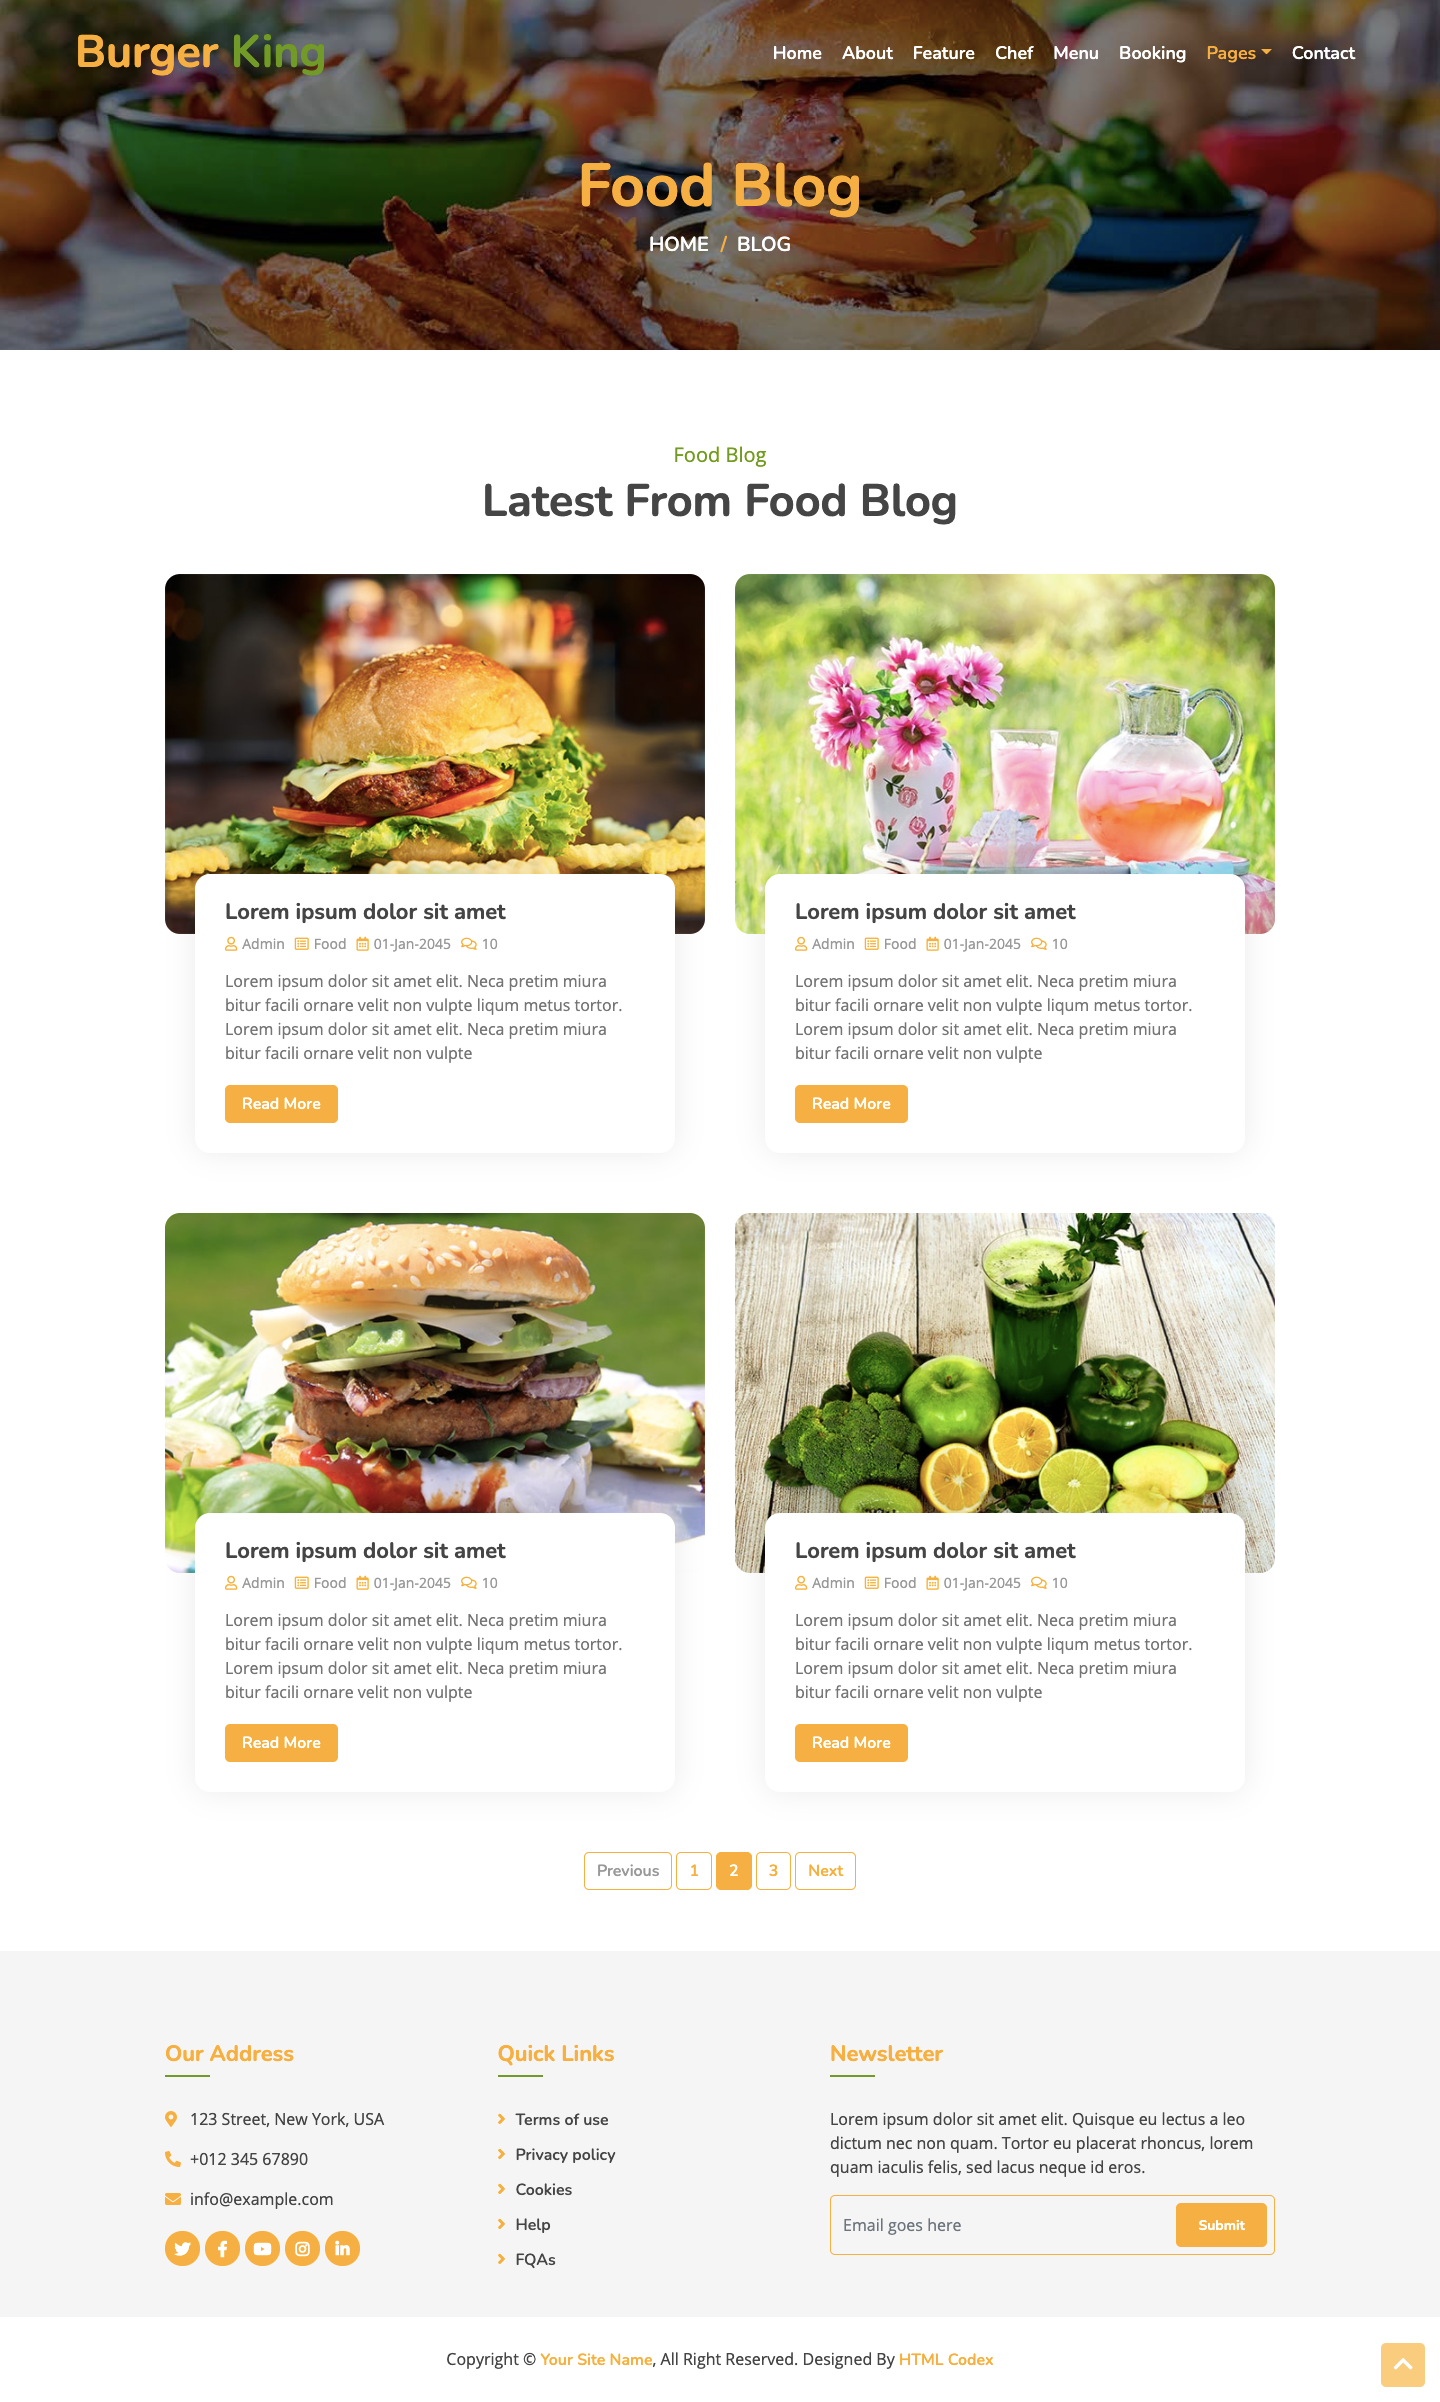 Burger King
Home About Feature Chef Menu Booking Pages Contact
Food Blog
HOME / BLOG
Food Blog
Latest From Food Blog
Lorem ipsum dolor sit amet
Admin Food 01-Jan-2045 10
Lorem ipsum dolor sit amet elit. Neca pretim miura
bitur facili ornare velit non vulpte liqum metus tortor.
Lorem ipsum dolor sit amet elit. Neca pretim miura
bitur facili ornare velit non vulpte
Read More
Lorem ipsum dolor sit amet
Admin Food 01-Jan-2045 10
Lorem ipsum dolor sit amet elit. Neca pretim miura
bitur facili ornare velit non vulpte liqum metus tortor.
Lorem ipsum dolor sit amet elit. Neca pretim miura
bitur facili ornare velit non vulpte
Read More
Lorem ipsum dolor sit amet
Admin Food 01-Jan-2045 10
Lorem ipsum dolor sit amet elit. Neca pretim miura
bitur facili ornare velit non vulpte liqum metus tortor.
Lorem ipsum dolor sit amet elit. Neca pretim miura
bitur facili ornare velit non vulpte
Read More
Lorem ipsum dolor sit amet
Admin Food 01-Jan-2045 10
Lorem ipsum dolor sit amet elit. Neca pretim miura
bitur facili ornare velit non vulpte liqum metus tortor.
Lorem ipsum dolor sit amet elit. Neca pretim miura
bitur facili ornare velit non vulpte
Read More
Previous 1 2 3 Next
Our Address
123 Street, New York, USA
+012 345 67890
info@example.com
Quick Links
Terms of use
Privacy policy
Cookies
Help
FQAs
Newsletter
Lorem ipsum dolor sit amet elit. Quisque eu lectus a leo
dictum nec non quam. Tortor eu placerat rhoncus, lorem
quam iaculis felis, sed lacus neque id eros.
Email goes here
Submit
Copyright © Your Site Name, All Right Reserved. Designed By HTML Codex